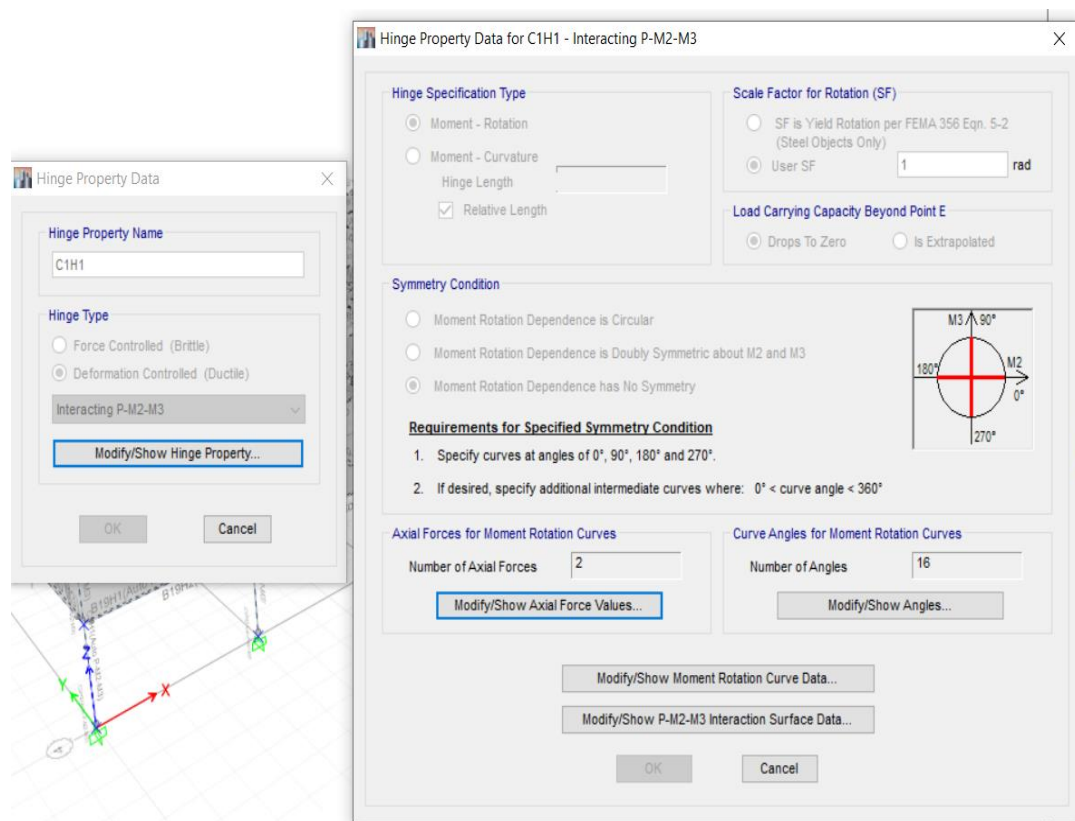 Hinge Property Data
Hinge Property Name
C1H1
Hinge Type
Force Controlled (Brittle)
Deformation Controlled (Ductile)
Interacting P-M2-M3
Modify/Show Hinge Property...
OK
Cancel
Hinge Property Data for C1H1 - Interacting P-M2-M3
Hinge Specification Type
Moment - Rotation
Moment - Curvature
Hinge Length
Relative Length
Scale Factor for Rotation (SF)
SF is Yield Rotation per FEMA 356 Eqn. 5-2
(Steel Objects Only)
User SF
1
rad
Load Carrying Capacity Beyond Point E
Drops To Zero
Is Extrapolated
Symmetry Condition
Moment Rotation Dependence is Circular
Moment Rotation Dependence is Doubly Symmetric about M2 and M3
Moment Rotation Dependence has No Symmetry
Requirements for Specified Symmetry Condition
1. Specify curves at angles of 0°, 90°, 180° and 270°.
2. If desired, specify additional intermediate curves where: 0° < curve angle < 360°
M3 90°
180°
M2
0°
270°
Axial Forces for Moment Rotation Curves
Number of Axial Forces
2
Modify/Show Axial Force Values...
Curve Angles for Moment Rotation Curves
Number of Angles
16
Modify/Show Angles...
Modify/Show Moment Rotation Curve Data...
Modify/Show P-M2-M3 Interaction Surface Data...
OK
Cancel
Z
Y
X